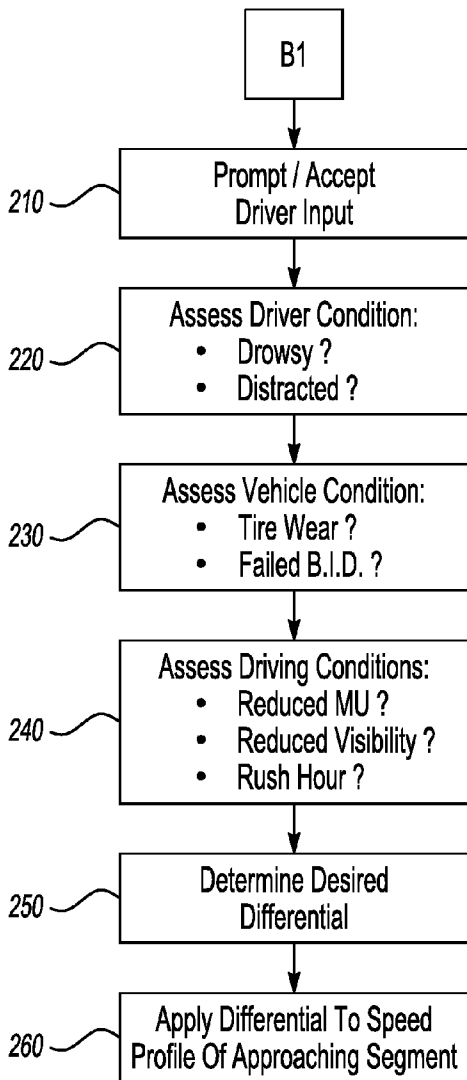 B1
210
Prompt / Accept
Driver Input
220
Assess Driver Condition:
• Drowsy ?
• Distracted ?
230
Assess Vehicle Condition:
• Tire Wear ?
• Failed B.I.D. ?
240
Assess Driving Conditions:
• Reduced MU ?
• Reduced Visibility ?
• Rush Hour ?
250
Determine Desired
Differential
260
Apply Differential To Speed
Profile Of Approaching Segment